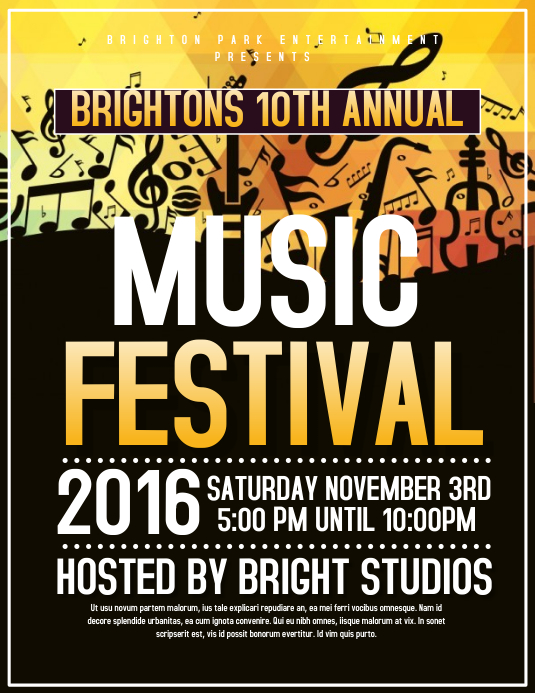 BRIGHTON PARK ENTERTAINMENT
PRESENTS
BRIGHTONS 10TH ANNUAL
MUSIC
FESTIVAL
2016
SATURDAY NOVEMBER 3RD
5:00 PM UNTIL 10:00PM
HOSTED BY BRIGHT STUDIOS
Ut usu novum partem malorum, ius tale explicari repudiare an, ea mei ferri vocibus omnesque. Nam id
decore splendide urbanitas, ea cum ignota convenire. Qui eu nibh omnes, iisque malorum at vix. In sonet
scripserit est, vis id possit bonorum evertitur. Id vim quis purto.